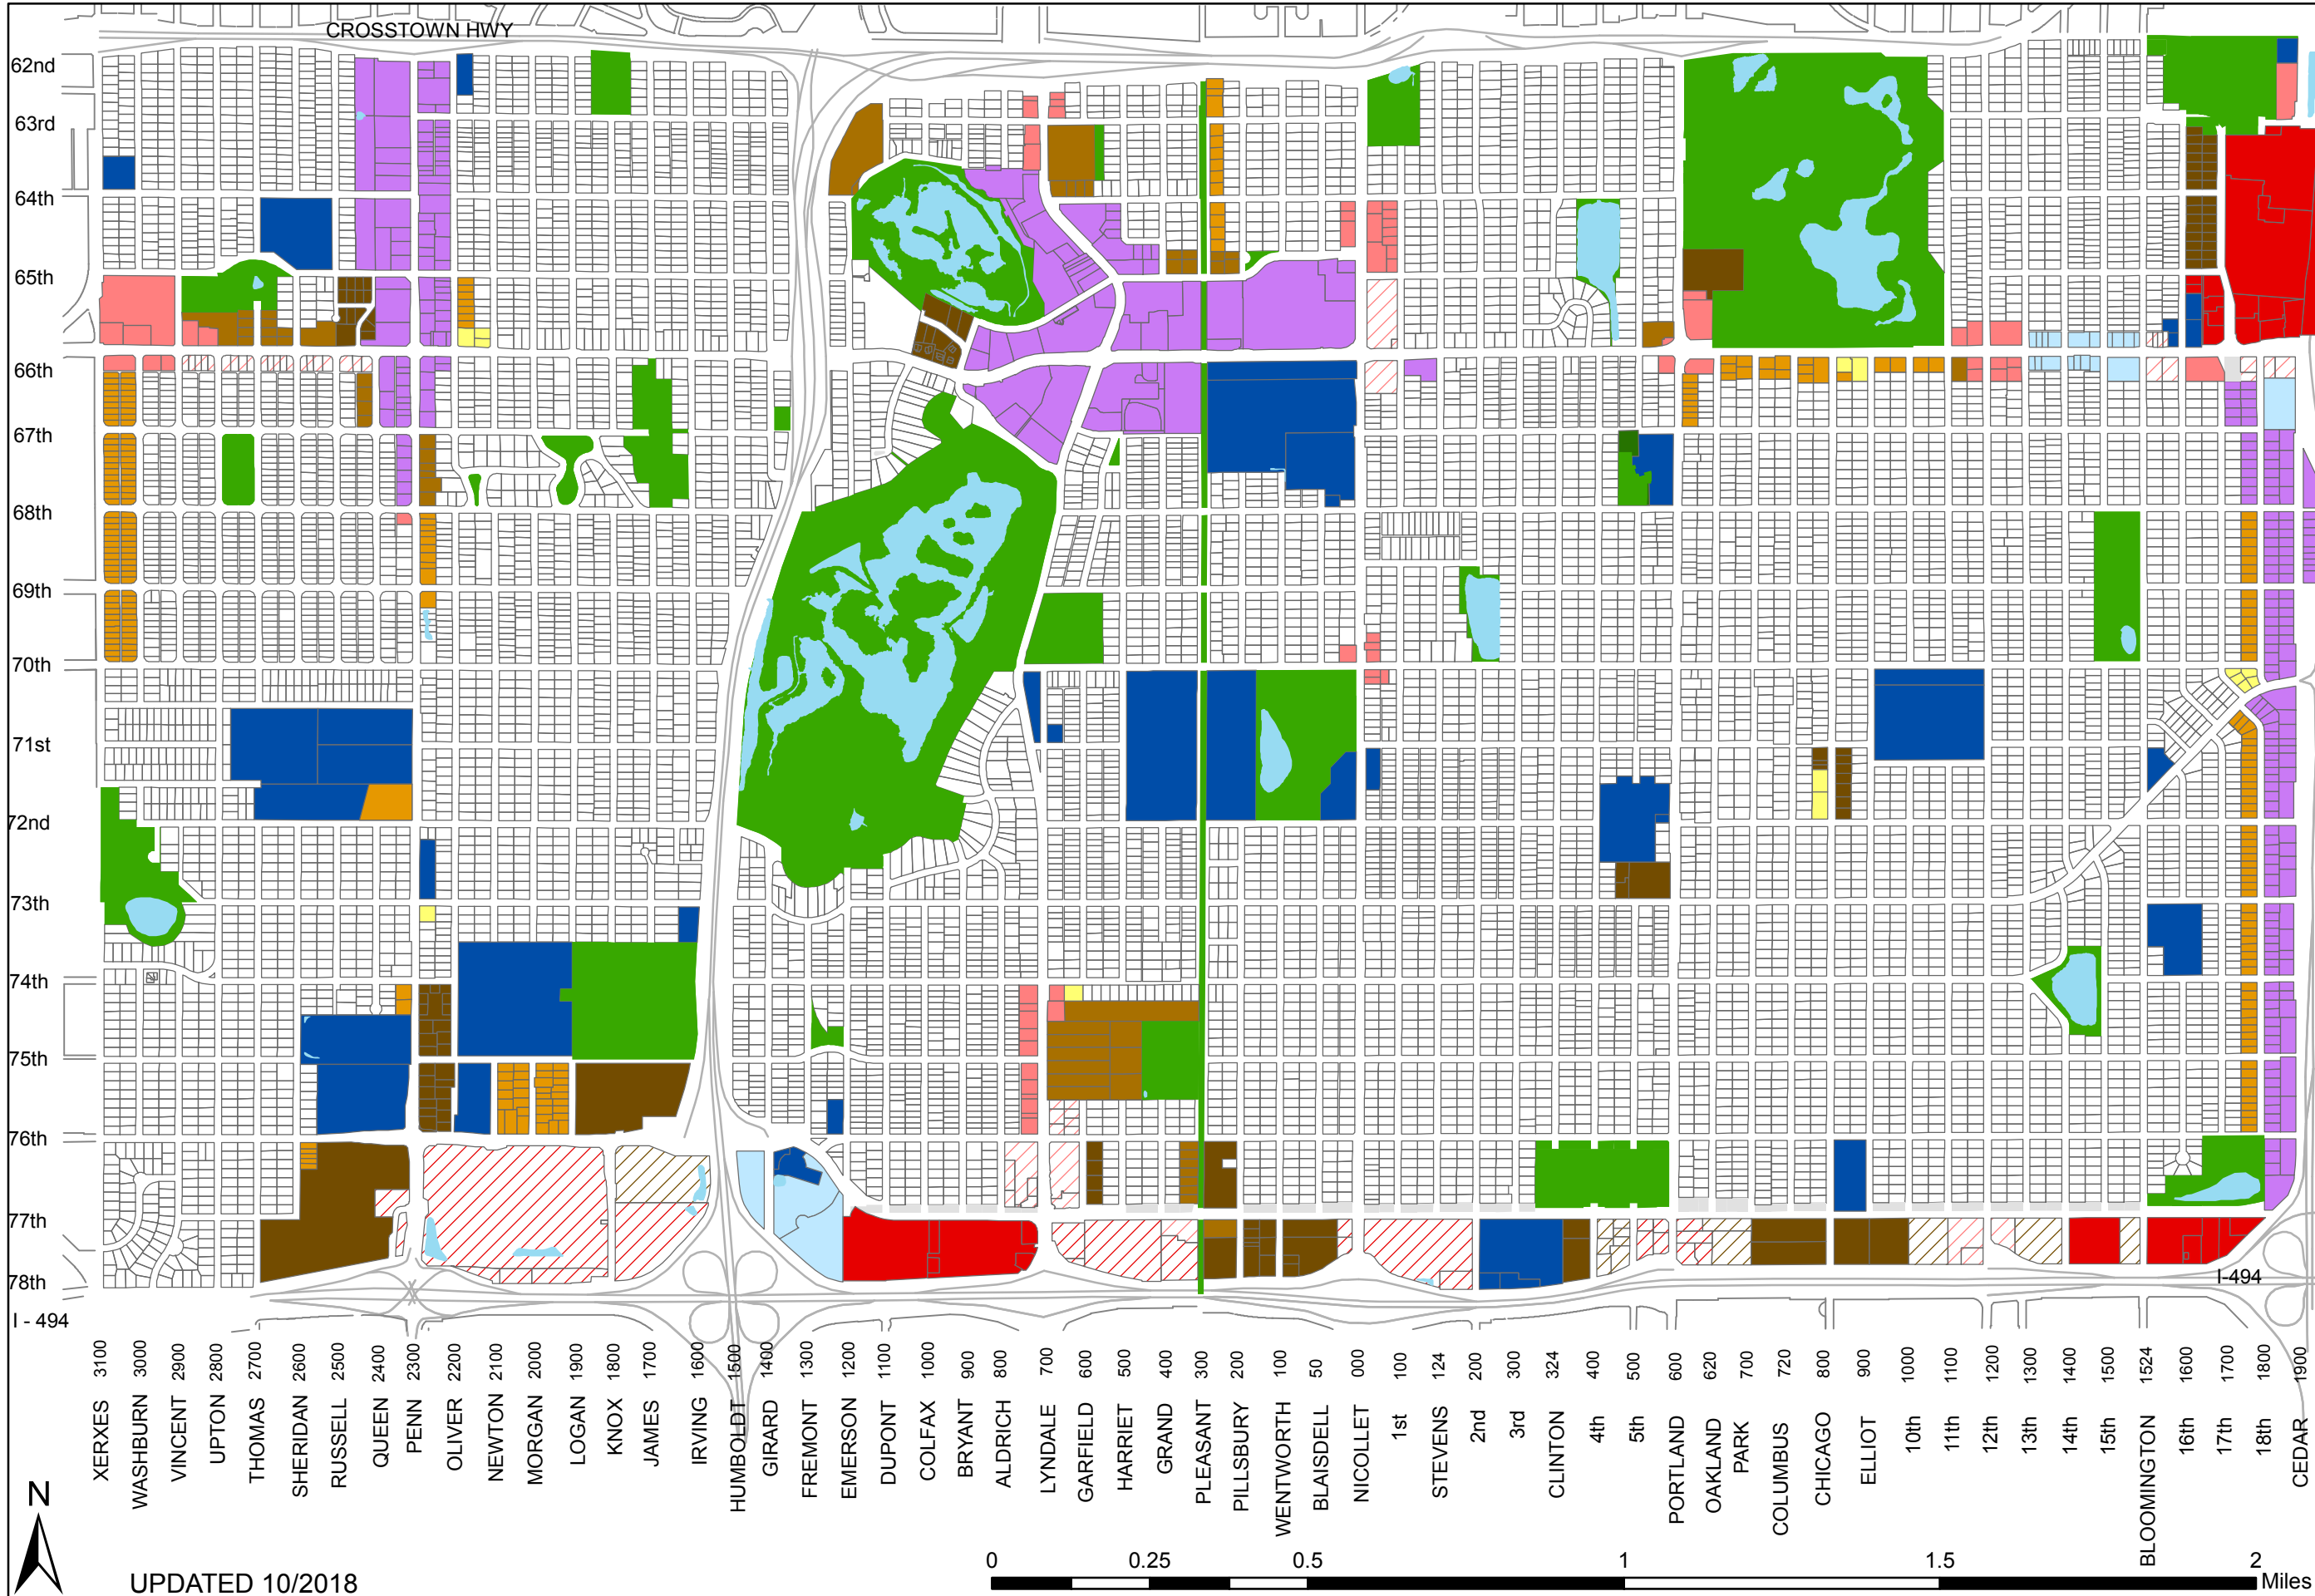 CROSSTOWN HWY
62nd
63rd
64th
65th
66th
67th
68th
69th
70th
71st
72nd
73th
74th
75th
76th
77th
78th
I - 494
I-494
3100
3000
2900
2800
2700
2600
2500
2400
2300
2200
2100
2000
1900
1800
1700
1600
1500
1400
1300
1200
1100
1000
900
800
700
600
500
400
300
200
100
50
000
100
124
200
300
324
400
500
600
620
700
720
800
900
1000
1100
1200
1300
1400
1500
1524
1600
1700
1800
1900
XERXES
WASHBURN
VINCENT
UPTON
THOMAS
SHERIDAN
RUSSELL
QUEEN
PENN
OLIVER
NEWTON
MORGAN
LOGAN
KNOX
JAMES
IRVING
HUMBOLDT
GIRARD
FREMONT
EMERSON
DUPONT
COLFAX
BRYANT
ALDRICH
LYNDALE
GARFIELD
HARRIET
GRAND
PLEASANT
PILLSBURY
WENTWORTH
BLAISDELL
NICOLLET
1st
STEVENS
2nd
3rd
CLINTON
4th
5th
PORTLAND
OAKLAND
PARK
COLUMBUS
CHICAGO
ELLIOT
10th
11th
12th
13th
14th
15th
BLOOMINGTON
16th
17th
18th
CEDAR
N
UPDATED 10/2018
0 0.25 0.5 1 1.5 2
Miles